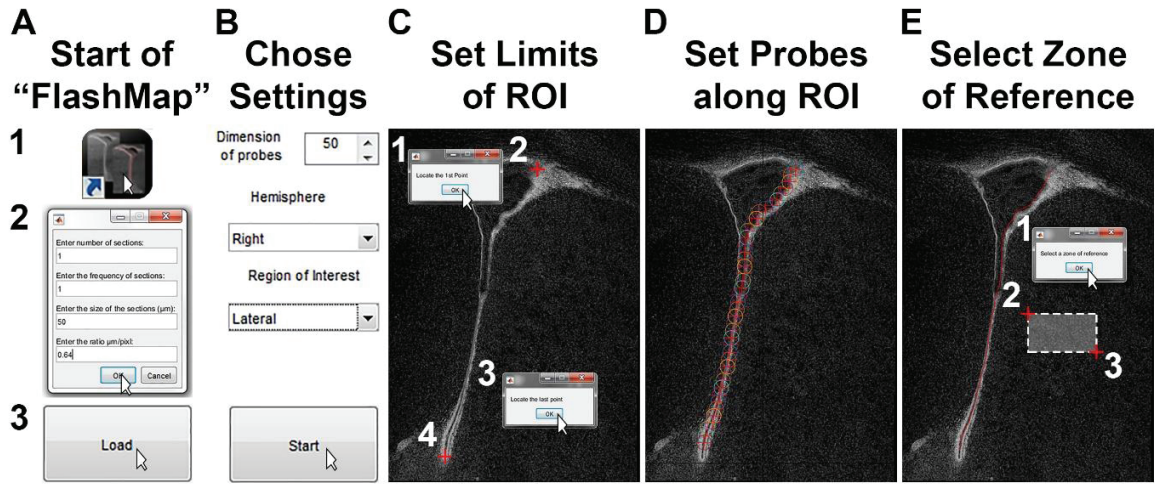 A
Start of
“FlashMap”
1
2
Enter number of sections:
1
Enter the frequency of sections:
1
Enter the size of the sections (µm):
50
Enter the ratio µm/pixl:
0.64
OK Cancel
3
Load
B
Chose
Settings
Dimension
of probes
50
Hemisphere
Right
Region of Interest
Lateral
Start
C
Set Limits
of ROI
1
Locate the 1st Point
OK
2
3
Locate the last point
OK
4
D
Set Probes
along ROI
E
Select Zone
of Reference
1
Select a zone of reference
OK
2
3